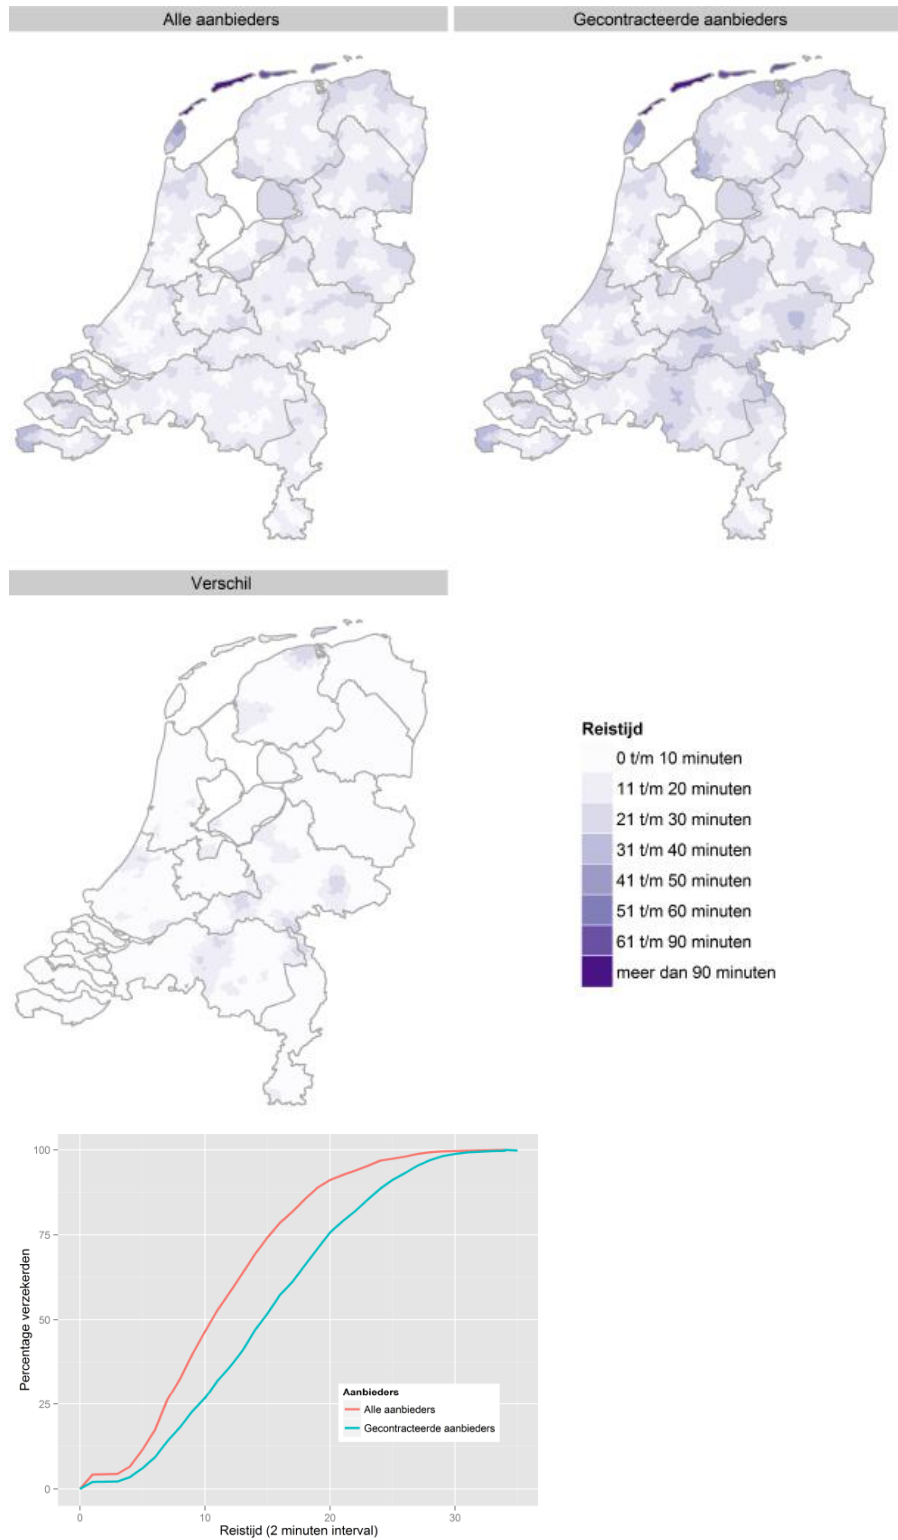 Alle aanbieders
Gecontracteerde aanbieders
Verschil
Reistijd
0 t/m 10 minuten
11 t/m 20 minuten
21 t/m 30 minuten
31 t/m 40 minuten
41 t/m 50 minuten
51 t/m 60 minuten
61 t/m 90 minuten
meer dan 90 minuten
Percentage verzekerden
100
75
50
25
0
Aanbieders
Alle aanbieders
Gecontracteerde aanbieders
0
10
20
30
Reistijd (2 minuten interval)